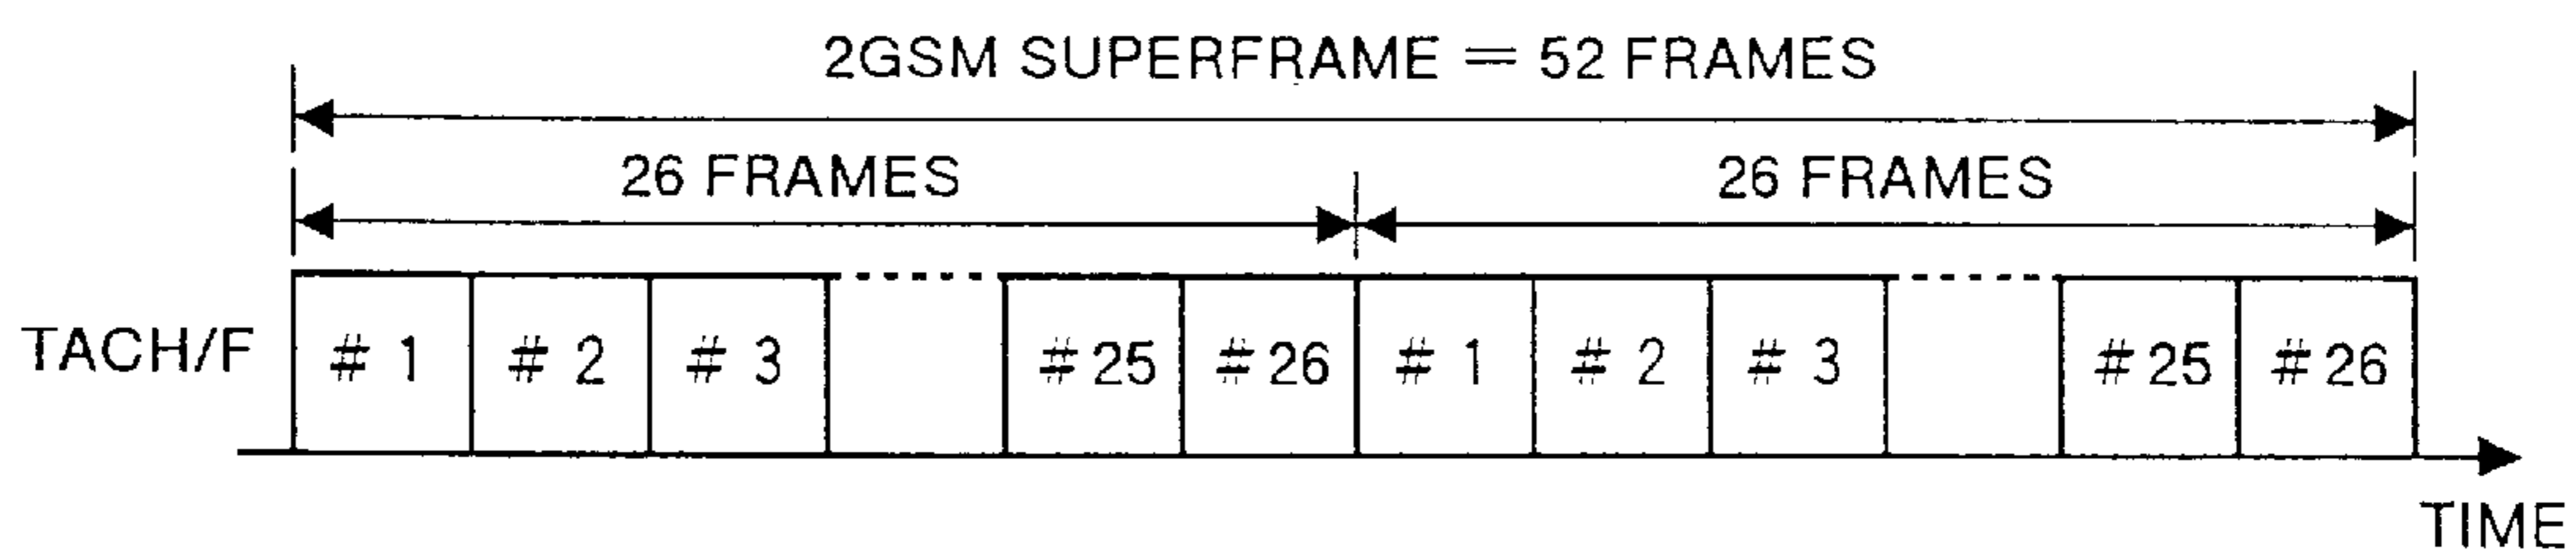 2GSM SUPERFRAME = 52 FRAMES
26 FRAMES 26 FRAMES
TACH/F # 1 # 2 # 3 # 25 # 26 # 1 # 2 # 3 # 25 # 26
TIME